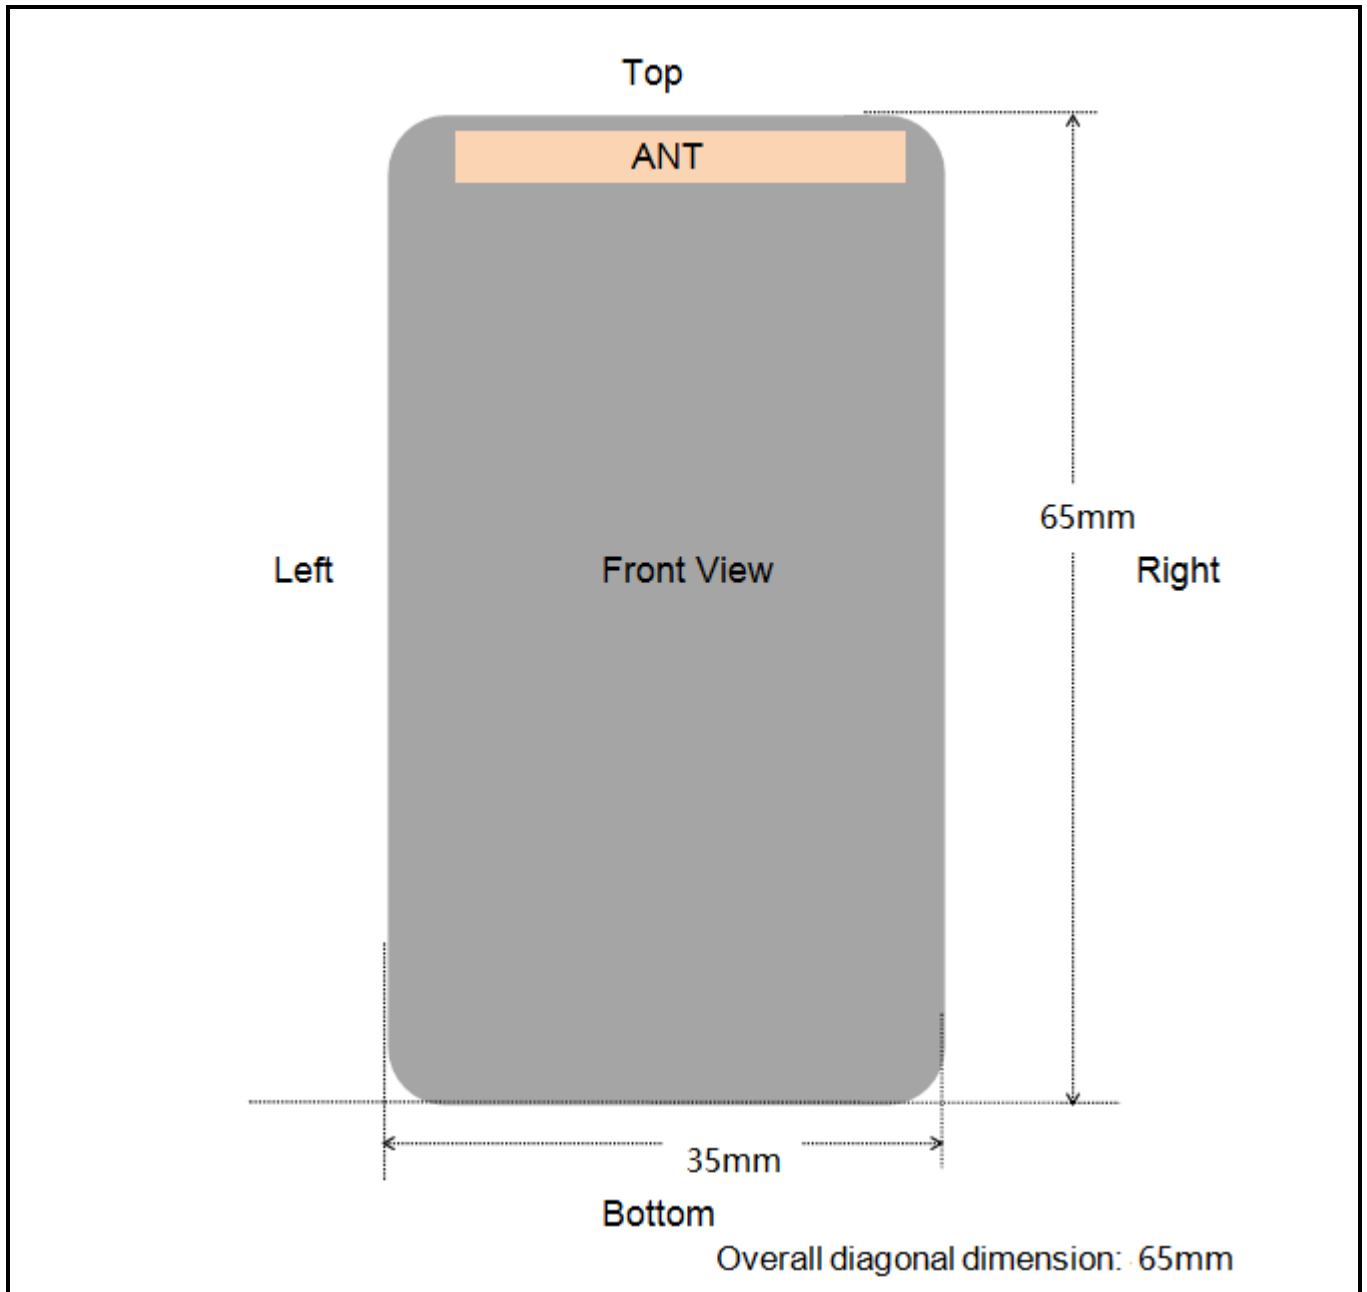 Top
ANT
65mm
Left
Front View
Right
35mm
Bottom
Overall diagonal dimension: 65mm